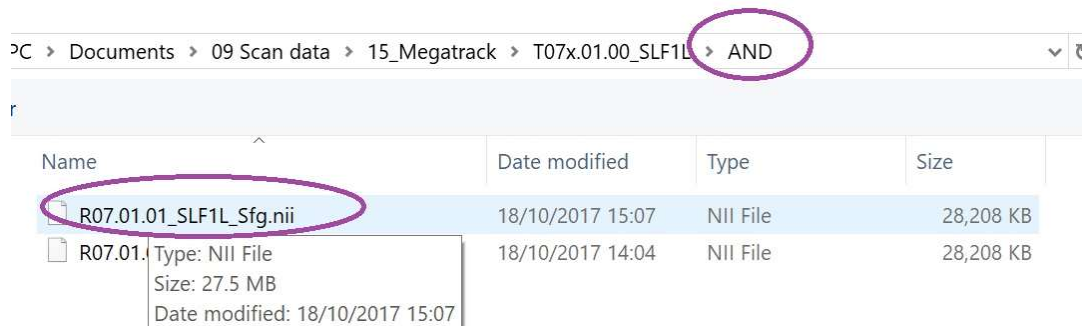 PC > Documents > 09 Scan data > 15_Megatrack > T07x.01.00_SLF1L > AND
r
Name Date modified Type Size
R07.01.01_SLF1L_Sfg.nii 18/10/2017 15:07 NII File 28,208 KB
R07.01. 18/10/2017 14:04 NII File 28,208 KB
Type: NII File
Size: 27.5 MB
Date modified: 18/10/2017 15:07